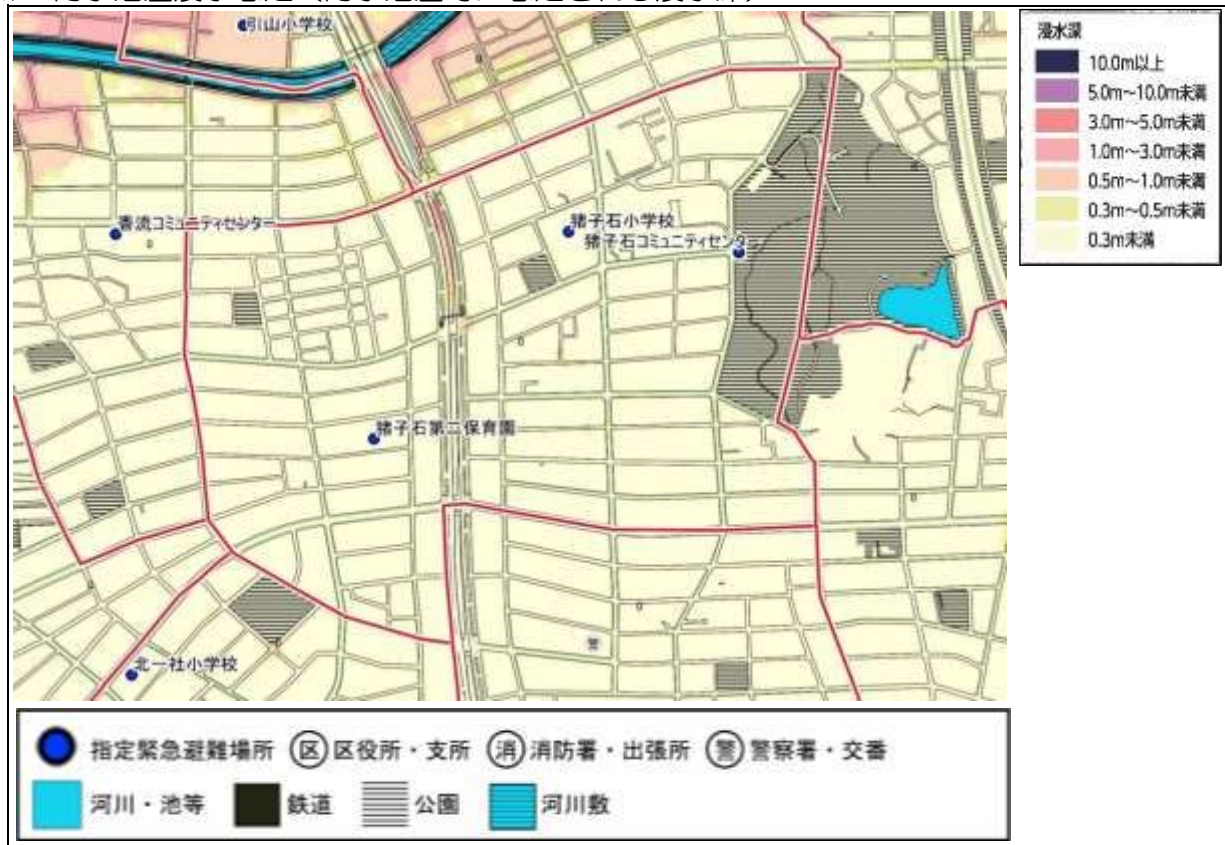 引山小学校
香流コミュニティセンター
猪子石小学校
猪子石コミュニティセンタ
猪子石第二保育園
警
北一社小学校
浸水深
10.0m以上
5.0m〜10.0m未満
3.0m〜5.0m未満
1.0m〜3.0m未満
0.5m〜1.0m未満
0.3m〜0.5m未満
0.3m未満
指定緊急避難場所 区 区役所・支所 消 消防署・出張所 警 警察署・交番
河川・池等 鉄道 公園 河川敷